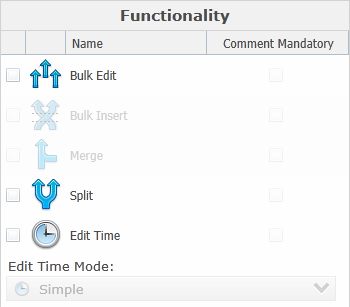 Functionality
Name Comment Mandatory
Bulk Edit
Bulk Insert
Merge
Split
Edit Time
Edit Time Mode:
Simple